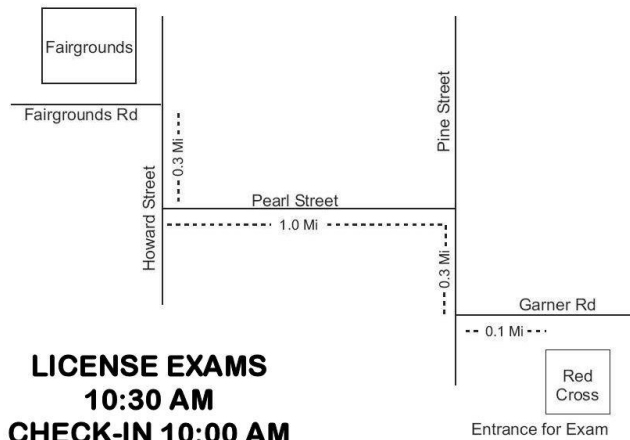 Fairgrounds
Fairgrounds Rd
Howard Street
0.3 Mi
Pearl Street
1.0 Mi
Pine Street
0.3 Mi
Garner Rd
0.1 Mi
Red
Cross
Entrance for Exam
LICENSE EXAMS
10:30 AM
CHECK-IN 10:00 AM